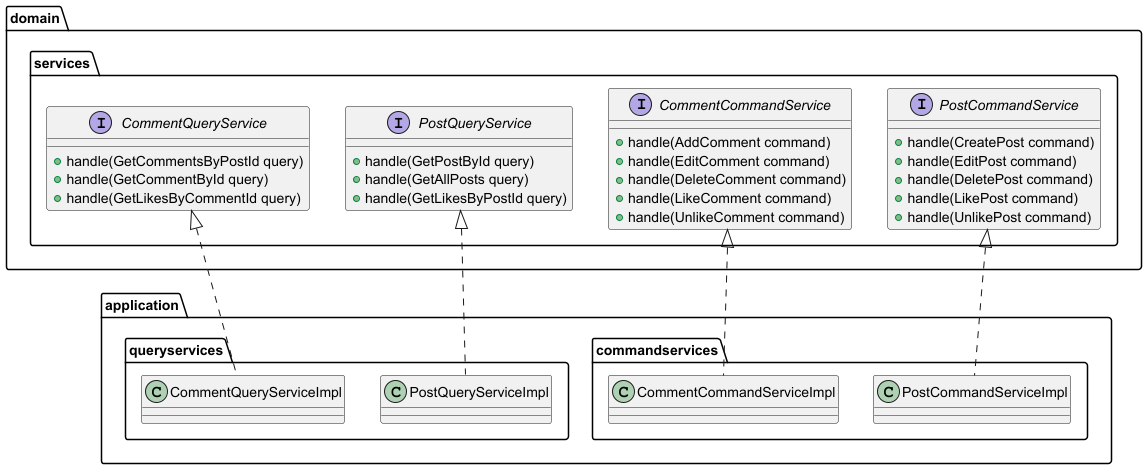 domain
services
I CommentQueryService
handle(GetCommentsByPostId query)
handle(GetCommentById query)
handle(GetLikesByCommentId query)
I PostQueryService
handle(GetPostById query)
handle(GetAllPosts query)
handle(GetLikesByPostId query)
I CommentCommandService
handle(AddComment command)
handle(EditComment command)
handle(DeleteComment command)
handle(LikeComment command)
handle(UnlikeComment command)
I PostCommandService
handle(CreatePost command)
handle(EditPost command)
handle(DeletePost command)
handle(LikePost command)
handle(UnlikePost command)
application
queryservices
C CommentQueryServiceImpl
C PostQueryServiceImpl
commandservices
C CommentCommandServiceImpl
C PostCommandServiceImpl